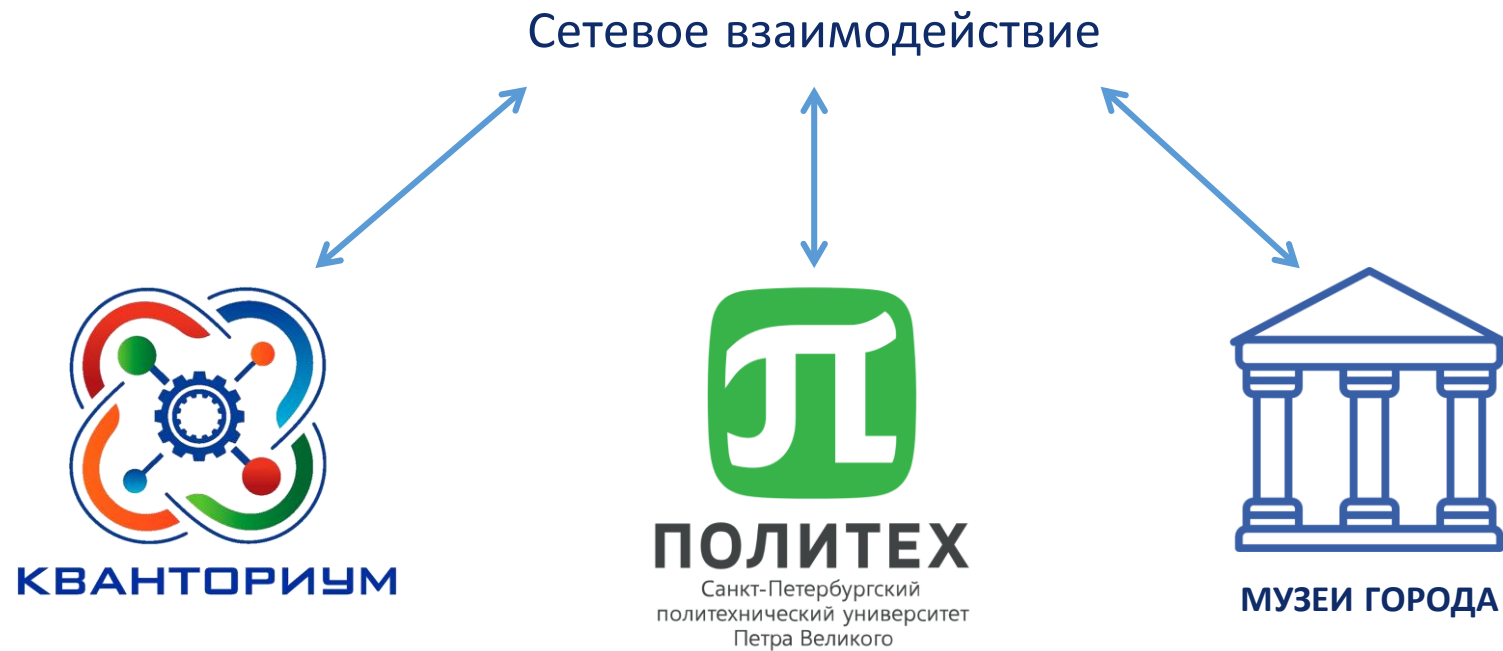 Сетевое взаимодействие
КВАНТОРИУМ
ПОЛИТЕХ
Санкт-Петербургский
политехнический университет
Петра Великого
МУЗЕИ ГОРОДА